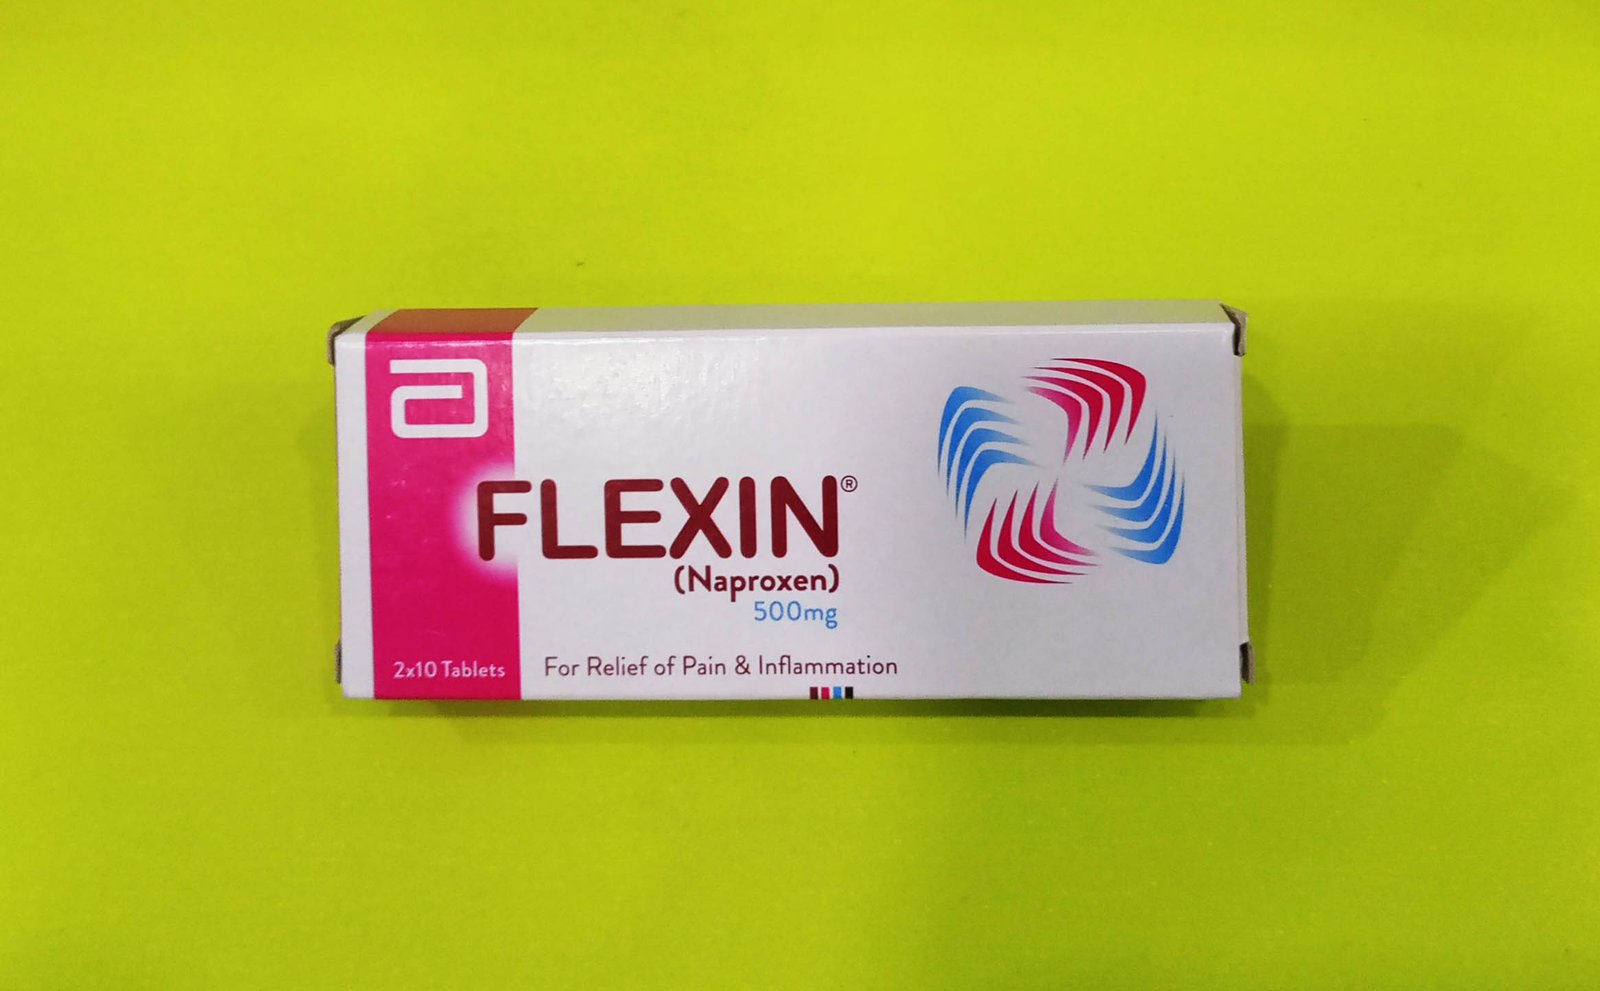 FLEXIN®
(Naproxen)
500mg
2x10 Tablets
For Relief of Pain & Inflammation